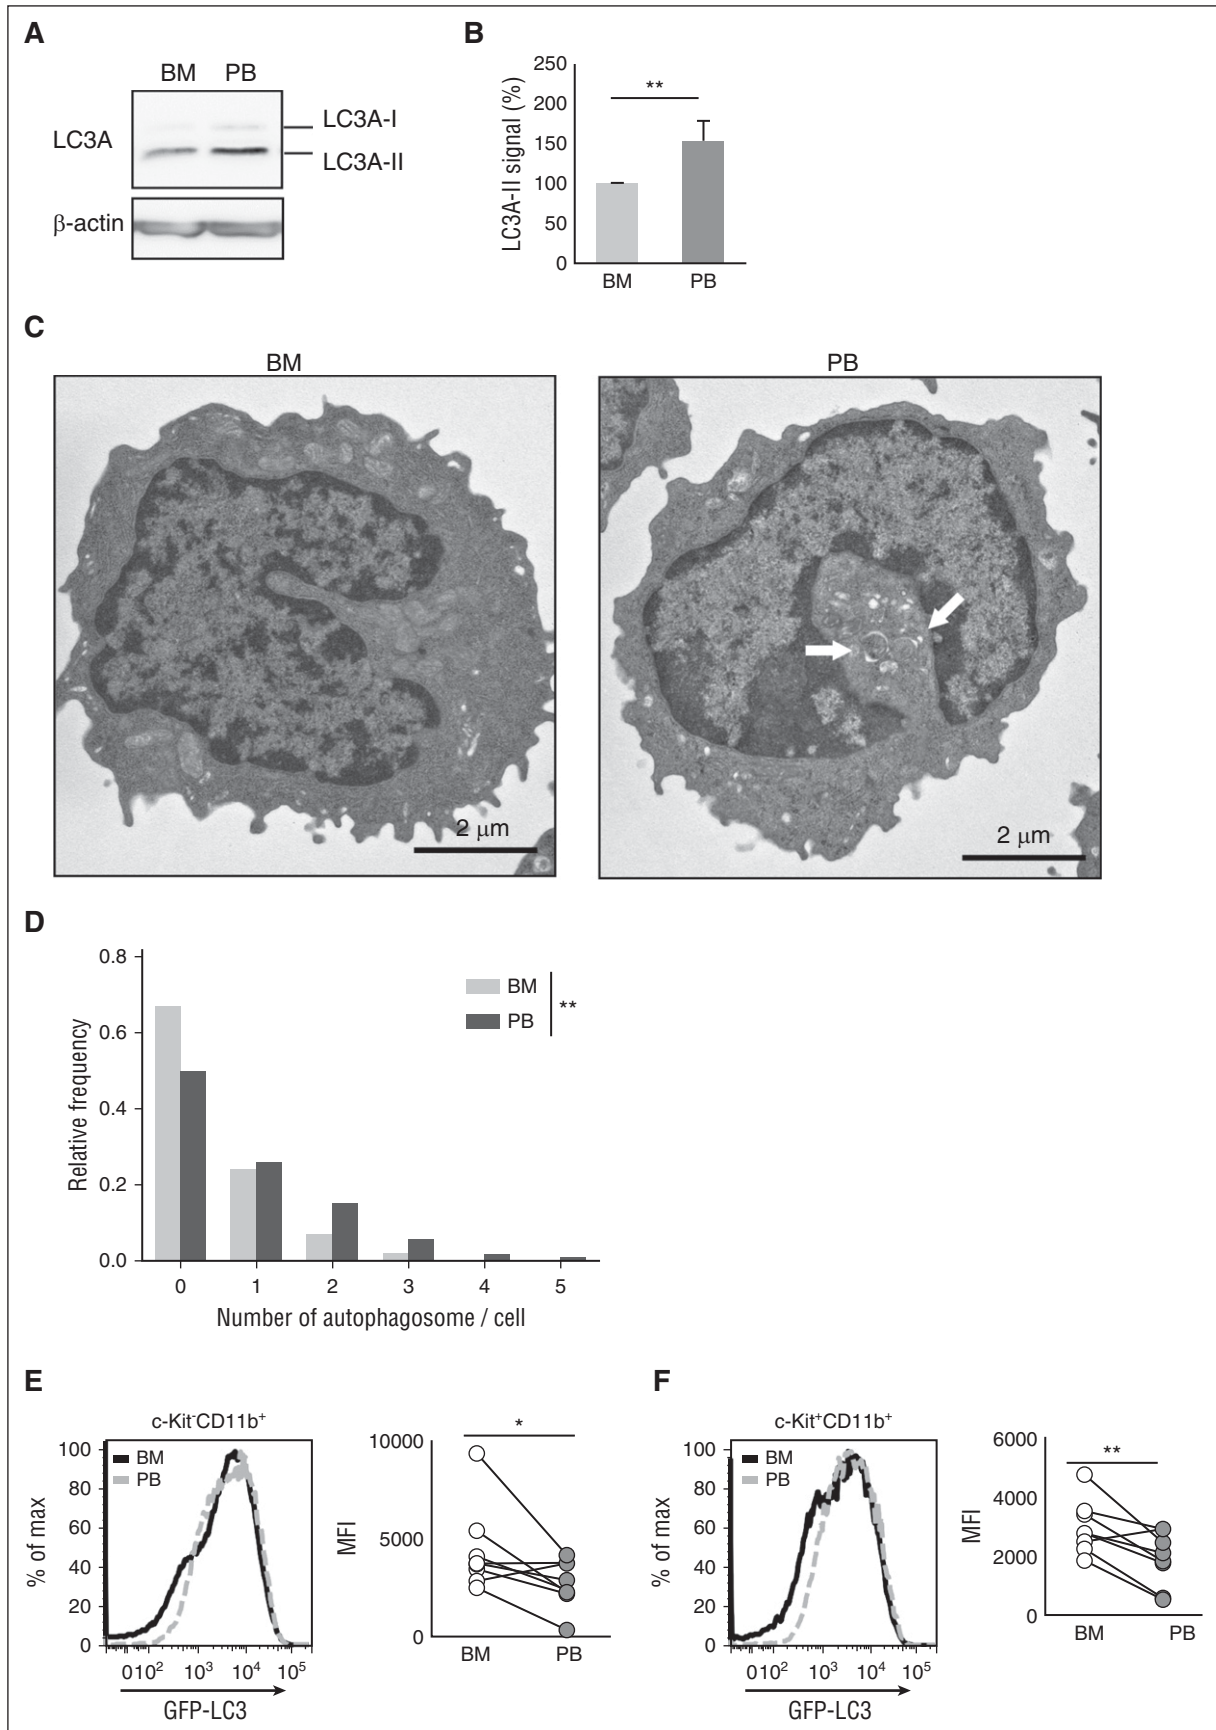 A
BM PB
LC3A
LC3A-I
LC3A-II
β-actin
B
LC3A-II signal (%)
250
200
150
100
50
0
**
BM PB
C
BM
2 μm
PB
2 μm
D
Relative frequency
0.8
0.6
0.4
0.2
0.0
BM
PB
**
0 1 2 3 4 5
Number of autophagosome / cell
E
c-Kit⁻CD11b⁺
% of max
100
80
60
40
20
0
BM
PB
010² 10³ 10⁴ 10⁵
GFP-LC3
MFI
10000
5000
0
*
BM PB
F
c-Kit⁺CD11b⁺
% of max
100
80
60
40
20
0
BM
PB
010² 10³ 10⁴ 10⁵
GFP-LC3
MFI
6000
4000
2000
0
**
BM PB